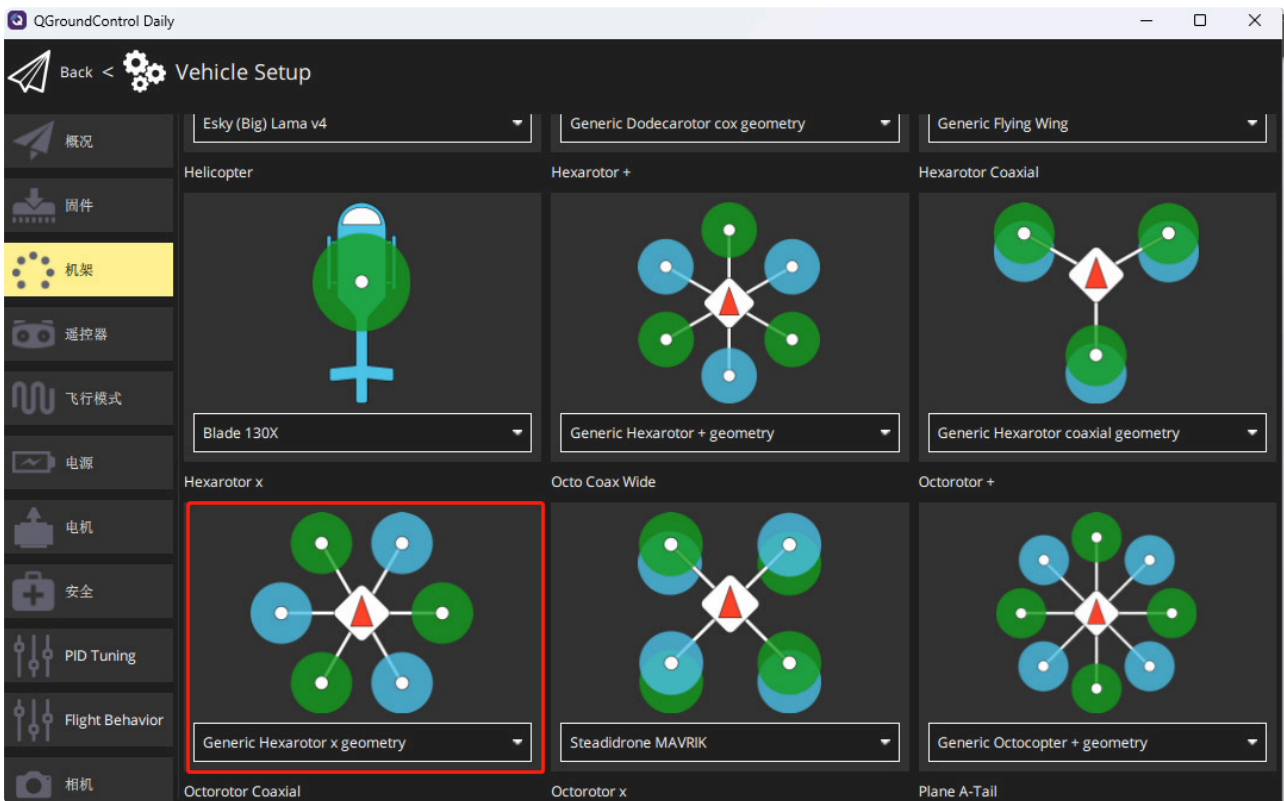 QGroundControl Daily
Back < Vehicle Setup
概况
固件
机架
遥控器
飞行模式
电源
电机
安全
PID Tuning
Flight Behavior
相机
Esky (Big) Lama v4
Generic Dodecarotor cox geometry
Generic Flying Wing
Helicopter
Hexarotor +
Hexarotor Coaxial
Blade 130X
Generic Hexarotor + geometry
Generic Hexarotor coaxial geometry
Hexarotor x
Octo Coax Wide
Octorotor +
Generic Hexarotor x geometry
Steadidrone MAVRIK
Generic Octocopter + geometry
Octorotor Coaxial
Octorotor x
Plane A-Tail